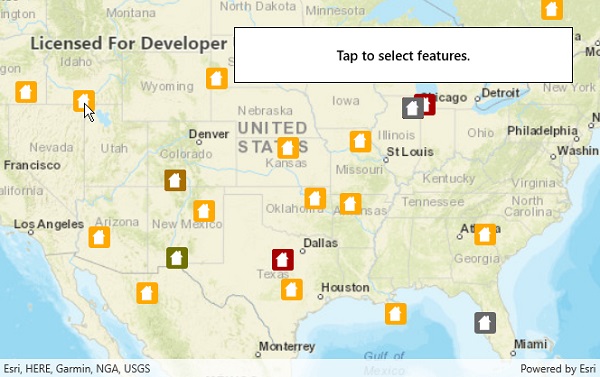 North Dakota
Minnesota
Montana
Licensed For Developer
Tap to select features.
Idaho
Wyoming
Iowa
Chicago
Detroit
Nebraska
UNITED
STATES
Illinois
Ohio
Philadelphia
Nevada
Utah
Denver
Colorado
Kansas
Missouri
St Louis
Washin
Francisco
Kentucky
Virginia
Los Angeles
Arizona
New Mexico
Oklahoma
Arkansas
Tennessee
North
Carolina
Atlanta
Georgia
Dallas
Texas
Houston
Monterrey
Gulf of
Miami
Esri, HERE, Garmin, NGA, USGS
Powered by Esri